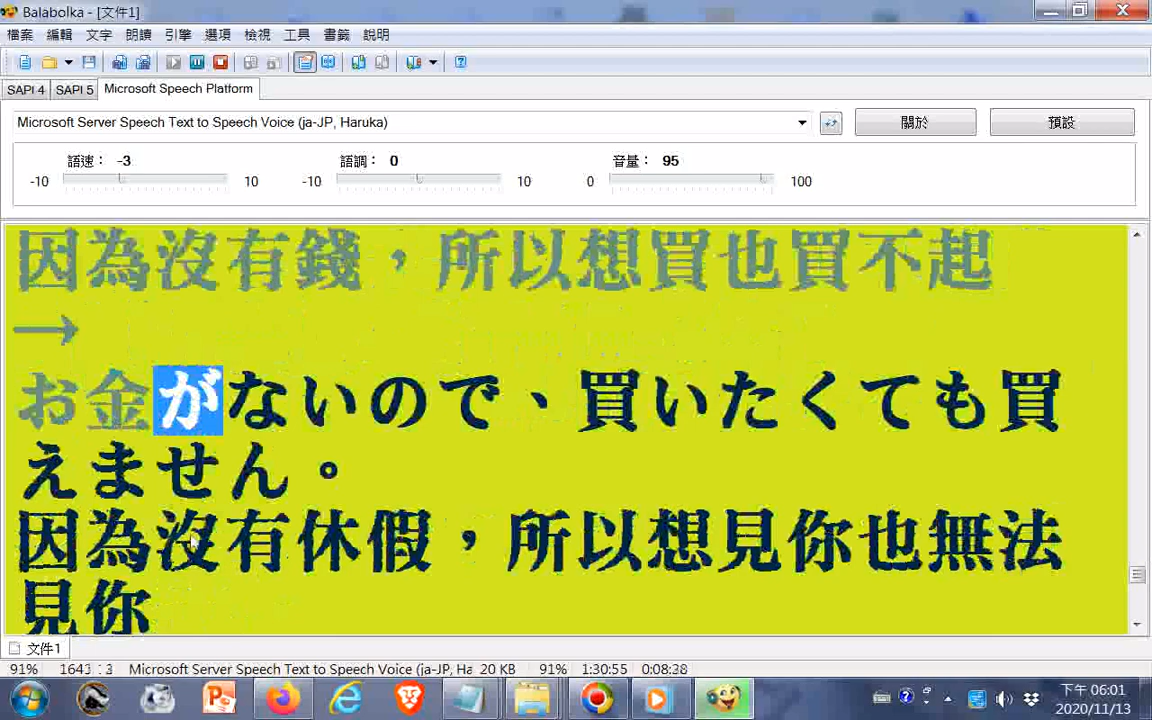 Balabolka - [文件1]
檔案 編輯 文字 朗讀 引擎 選項 檢視 工具 書籤 說明
SAPI 4 SAPI 5 Microsoft Speech Platform
Microsoft Server Speech Text to Speech Voice (ja-JP, Haruka) 關於 預設
語速： -3 語調： 0 音量： 95
-10 10 -10 10 0 100
因為沒有錢，所以想買也買不起
→
お金がないので、買いたくても買
えません。
因為沒有休假，所以想見你也無法
見你
文件1
91% 1643 : 3 Microsoft Server Speech Text to Speech Voice (ja-JP, Ha 20 KB 91% 1:30:55 0:08:38
下午 06:01
2020/11/13